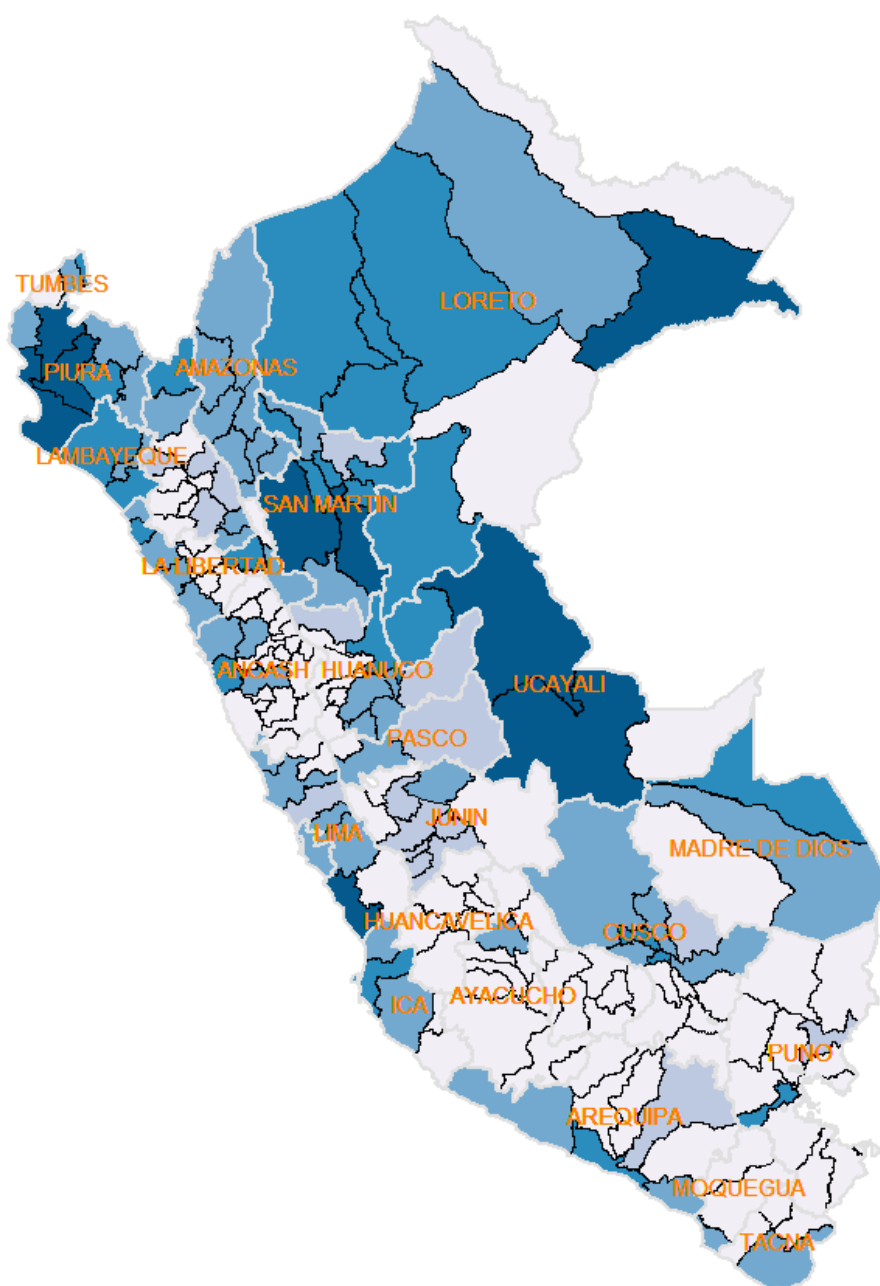 TUMBES
LORETO
PIURA
AMAZONAS
LAMBAYEQUE
SAN MARTIN
LA LIBERTAD
ANCASH
HUANUCO
UCAYALI
PASCO
JUNIN
LIMA
MADRE DE DIOS
HUANCAVELICA
CUSCO
AYACUCHO
ICA
PUNO
AREQUIPA
MOQUEGUA
TACNA